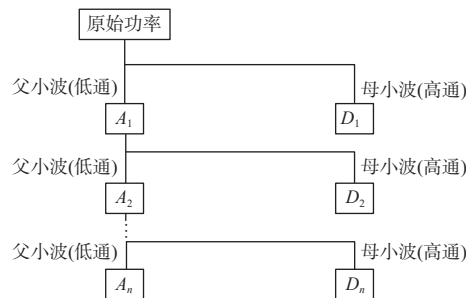 原始功率
父小波(低通) 母小波(高通)
A₁ D₁
父小波(低通) 母小波(高通)
A₂ D₂
父小波(低通) 母小波(高通)
Aₙ Dₙ